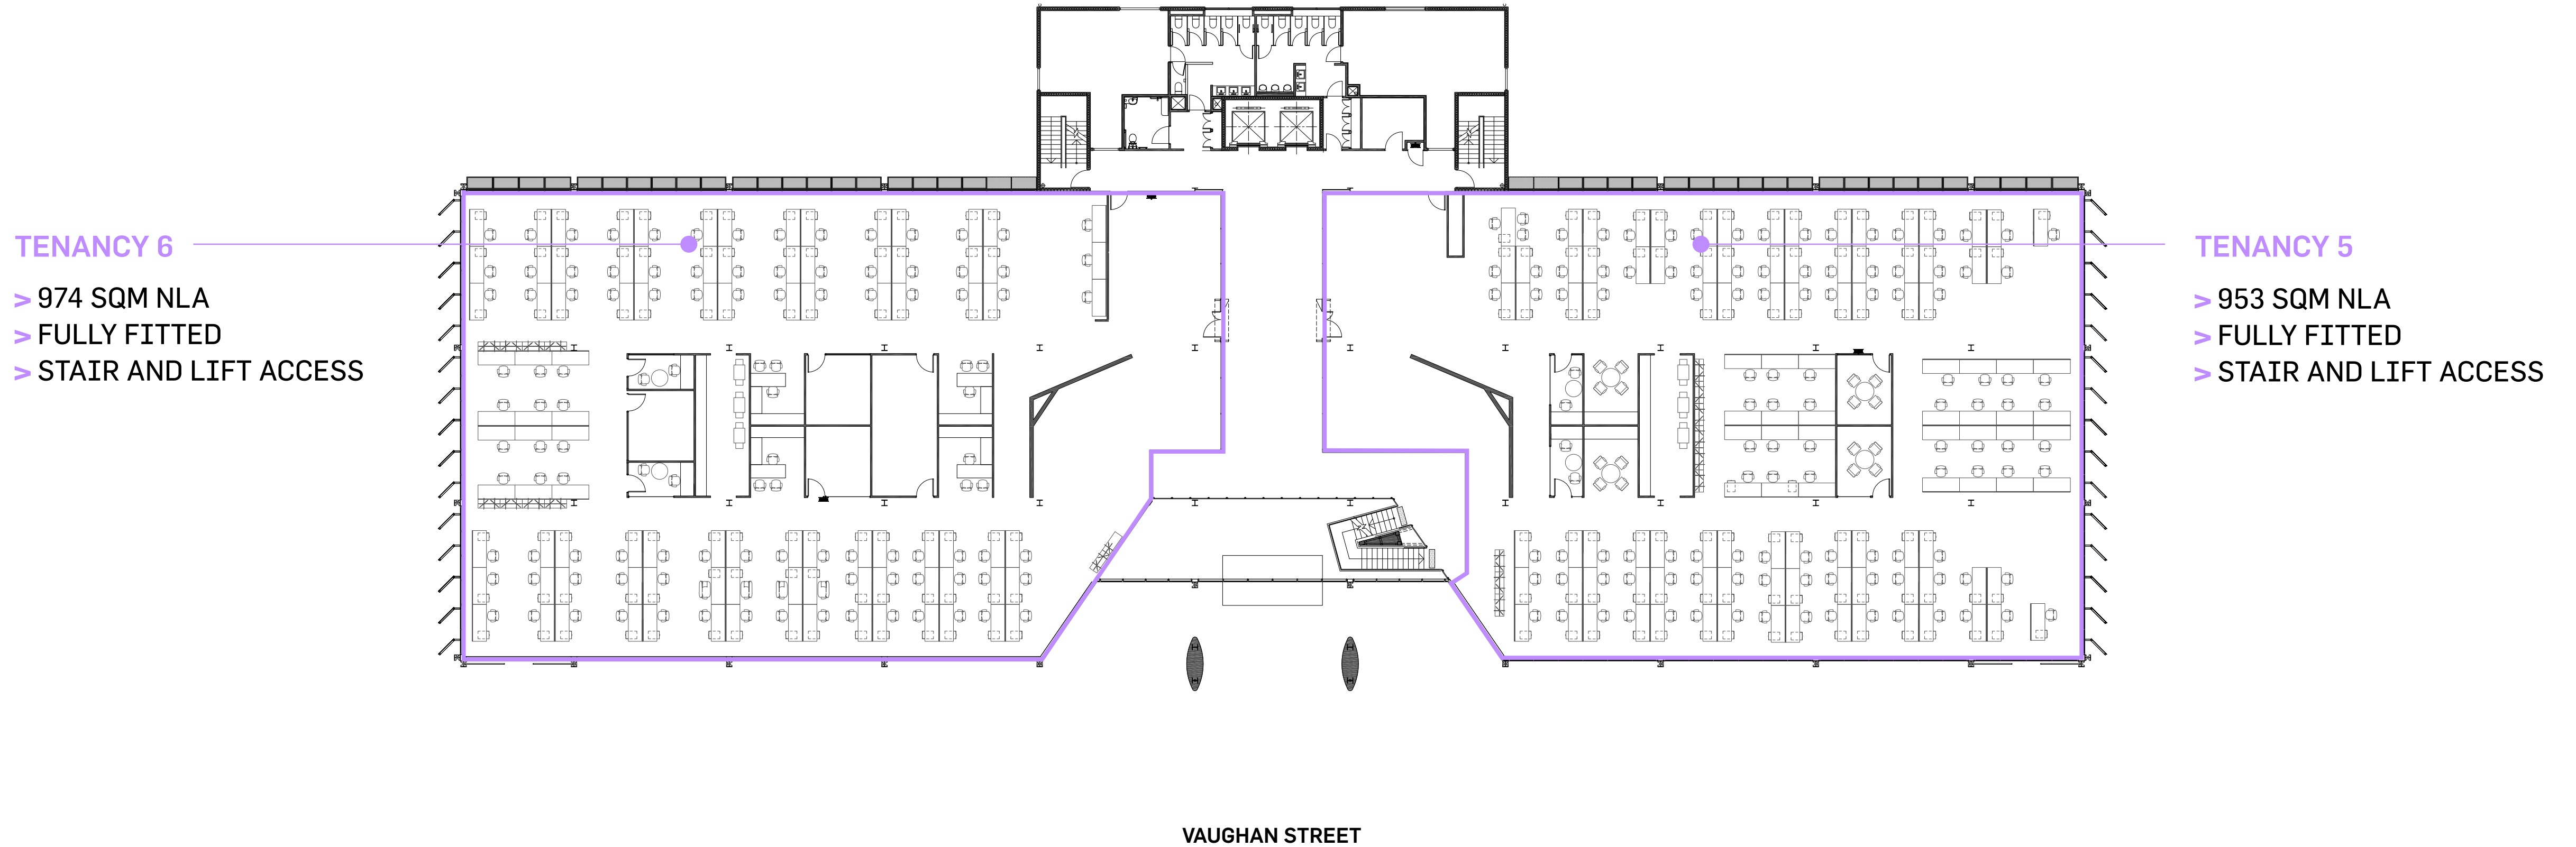 TENANCY 6
> 974 SQM NLA
> FULLY FITTED
> STAIR AND LIFT ACCESS
TENANCY 5
> 953 SQM NLA
> FULLY FITTED
> STAIR AND LIFT ACCESS
VAUGHAN STREET